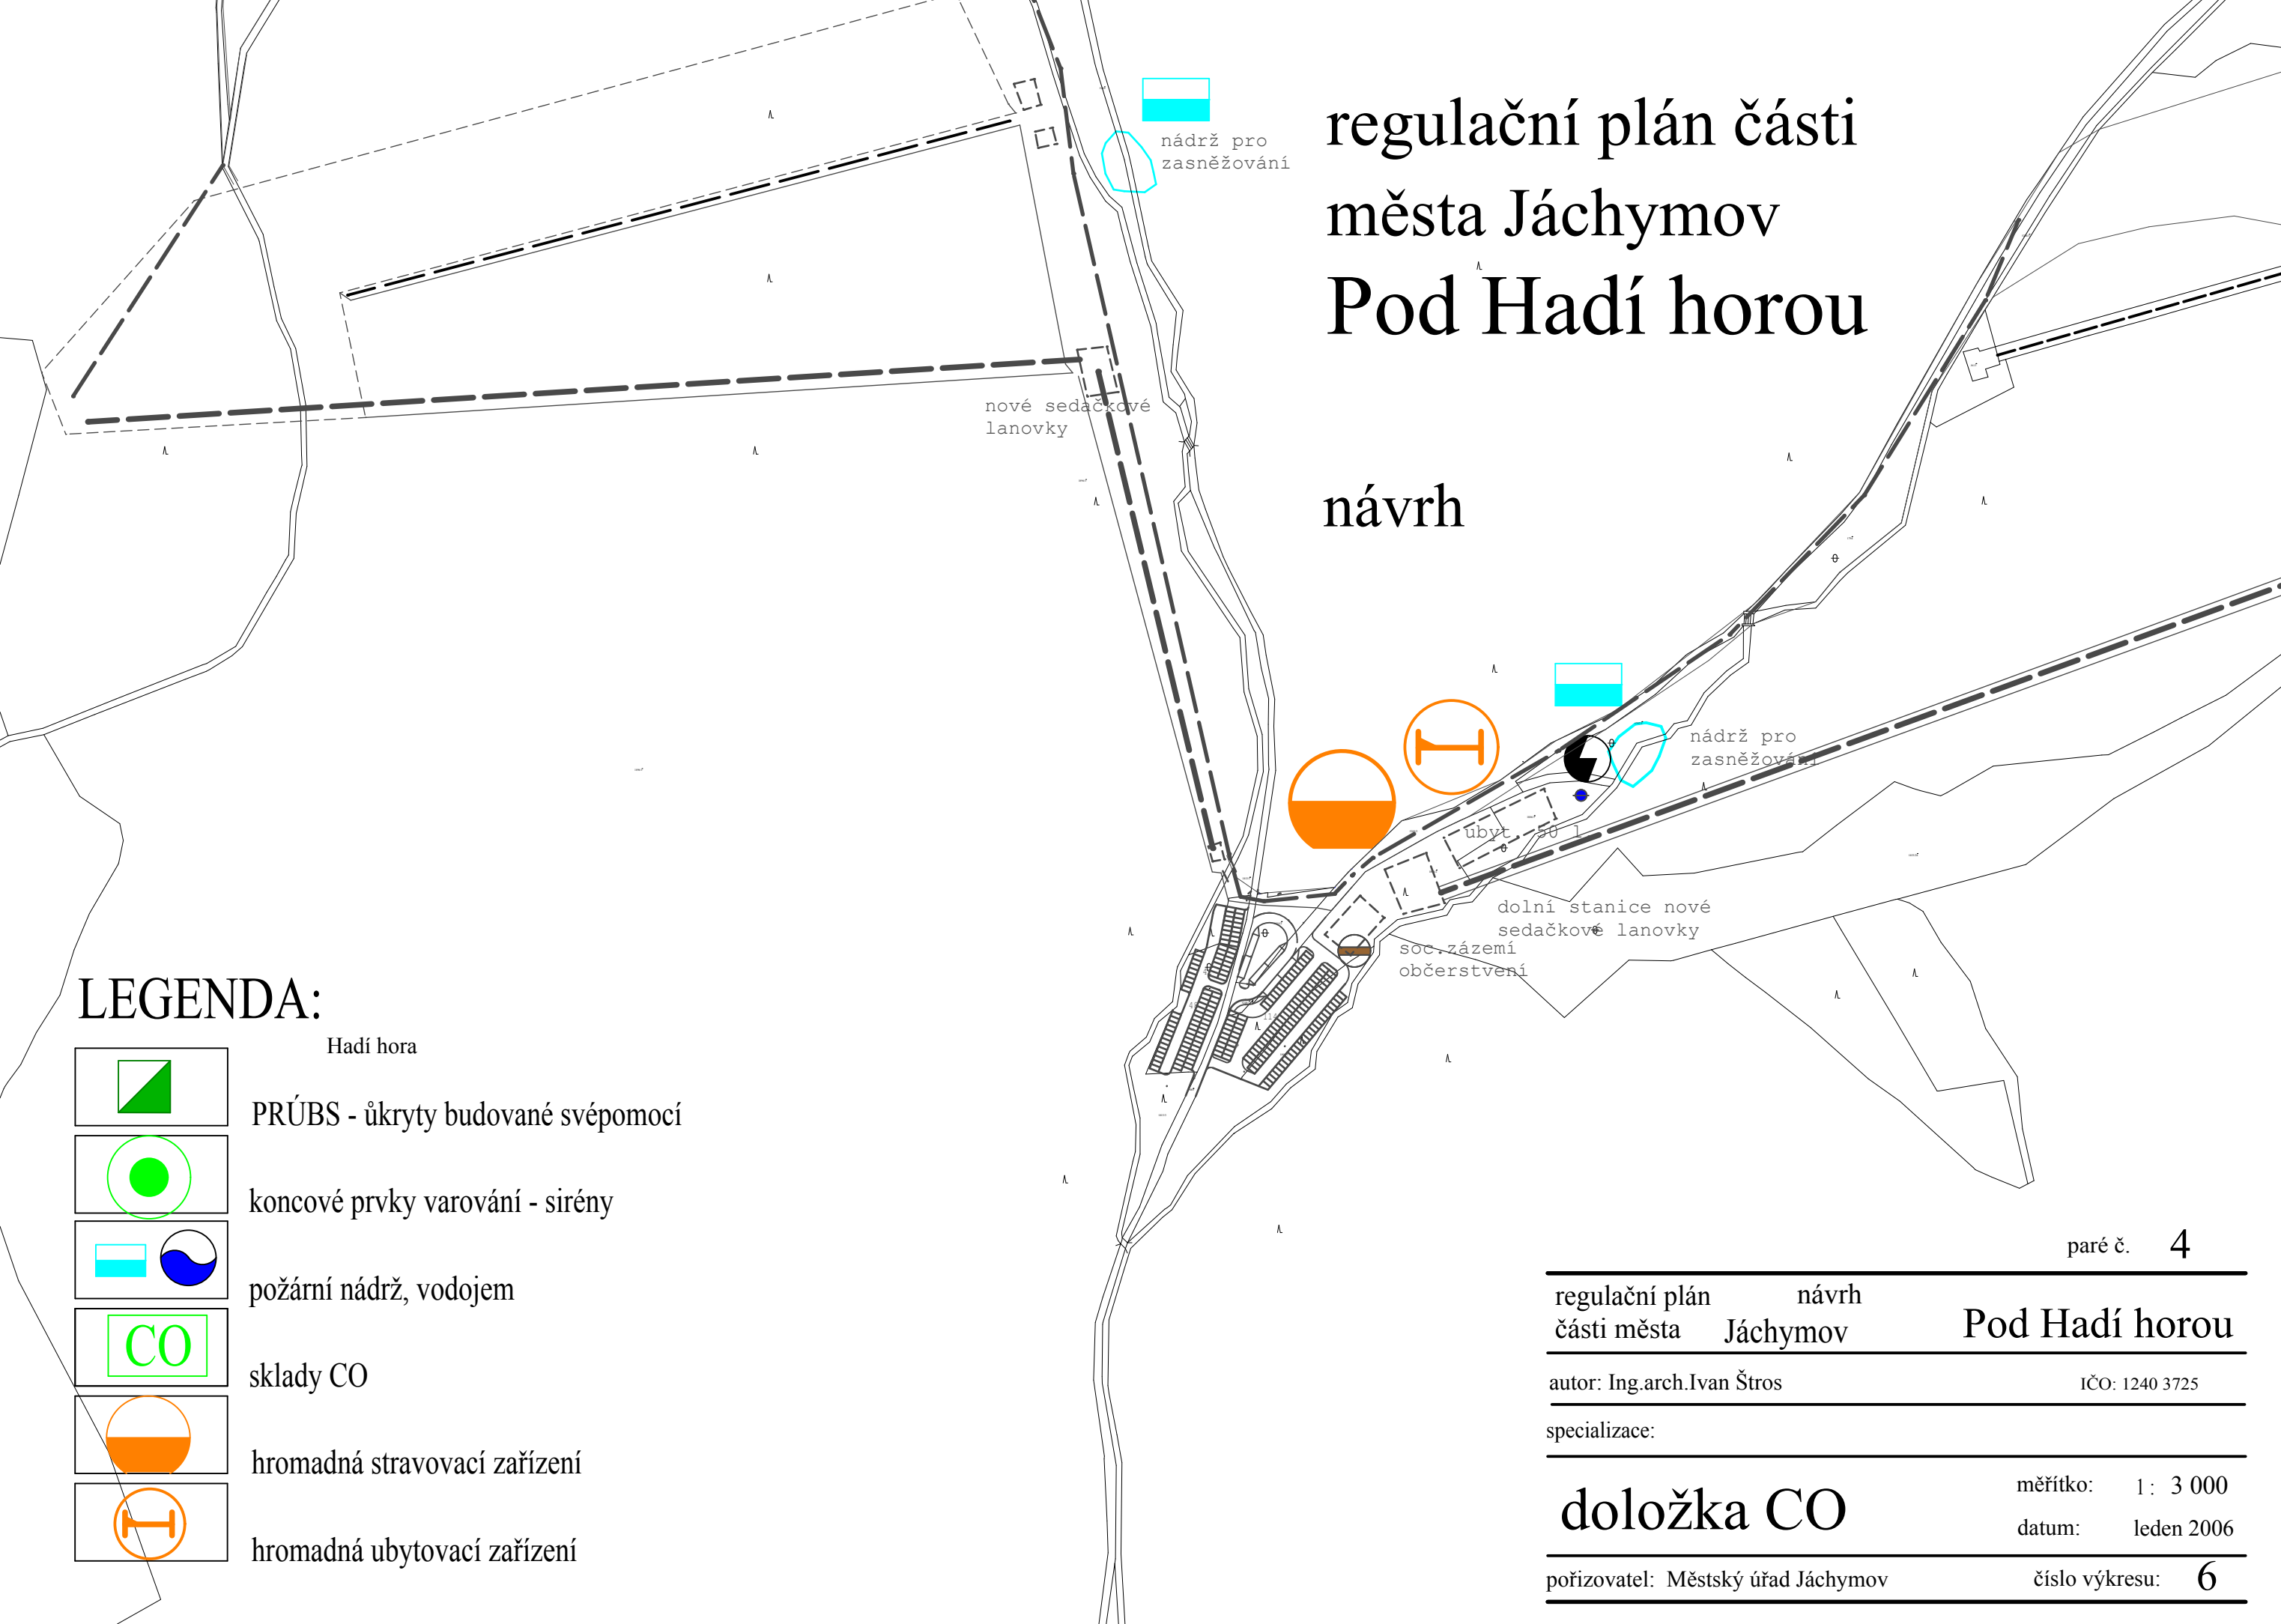 regulační plán části
města Jáchymov
Pod Hadí horou
návrh
nádrž pro
zasněžování
nové sedačkové
lanovky
nádrž pro
zasněžování
ubyt. 50 l
dolní stanice nové
sedačkové lanovky
soc.zázemí
občerstvení
LEGENDA:
Hadí hora
PRÚBS - ůkryty budované svépomocí
koncové prvky varování - sirény
požární nádrž, vodojem
CO
sklady CO
hromadná stravovací zařízení
hromadná ubytovací zařízení
paré č. 4
regulační plán návrh
části města Jáchymov Pod Hadí horou
autor: Ing.arch.Ivan Štros IČO: 1240 3725
specializace:
doložka CO
měřítko: 1 : 3 000
datum: leden 2006
pořizovatel: Městský úřad Jáchymov číslo výkresu: 6